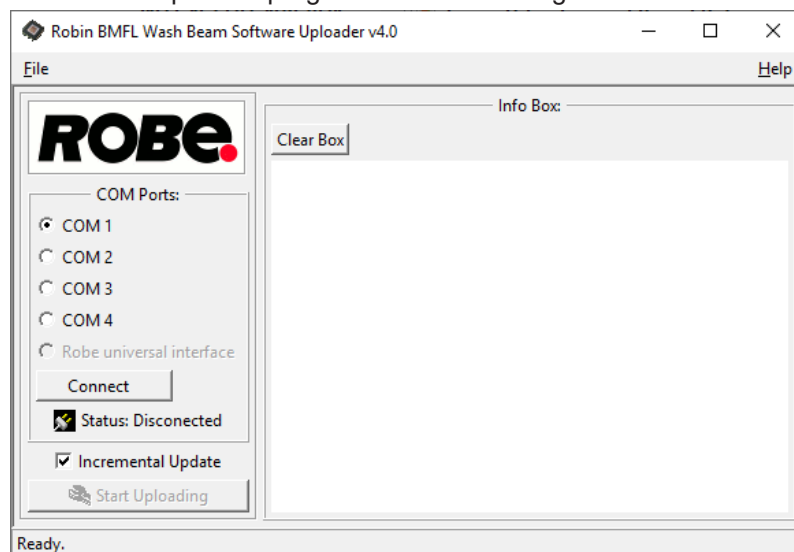 Robin BMFL Wash Beam Software Uploader v4.0
File Help
ROBE
COM Ports:
COM 1
COM 2
COM 3
COM 4
Robe universal interface
Connect
Status: Disconected
Incremental Update
Start Uploading
Info Box:
Clear Box
Ready.